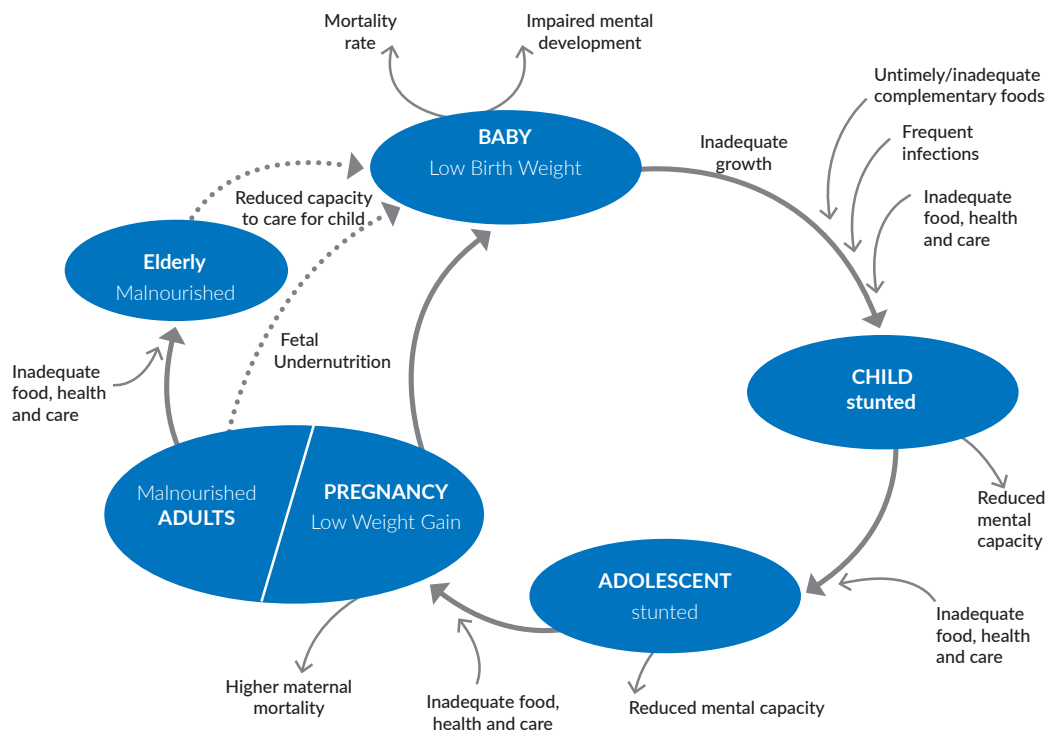 Mortality
rate
Impaired mental
development
BABY
Low Birth Weight
Inadequate
growth
Untimely/inadequate
complementary foods
Frequent
infections
Inadequate
food, health
and care
Reduced capacity
to care for child
Elderly
Malnourished
Fetal
Undernutrition
Inadequate
food, health
and care
CHILD
stunted
Malnourished
ADULTS
PREGNANCY
Low Weight Gain
Reduced
mental
capacity
ADOLESCENT
stunted
Inadequate
food, health
and care
Higher maternal
mortality
Inadequate food,
health and care
Reduced mental capacity